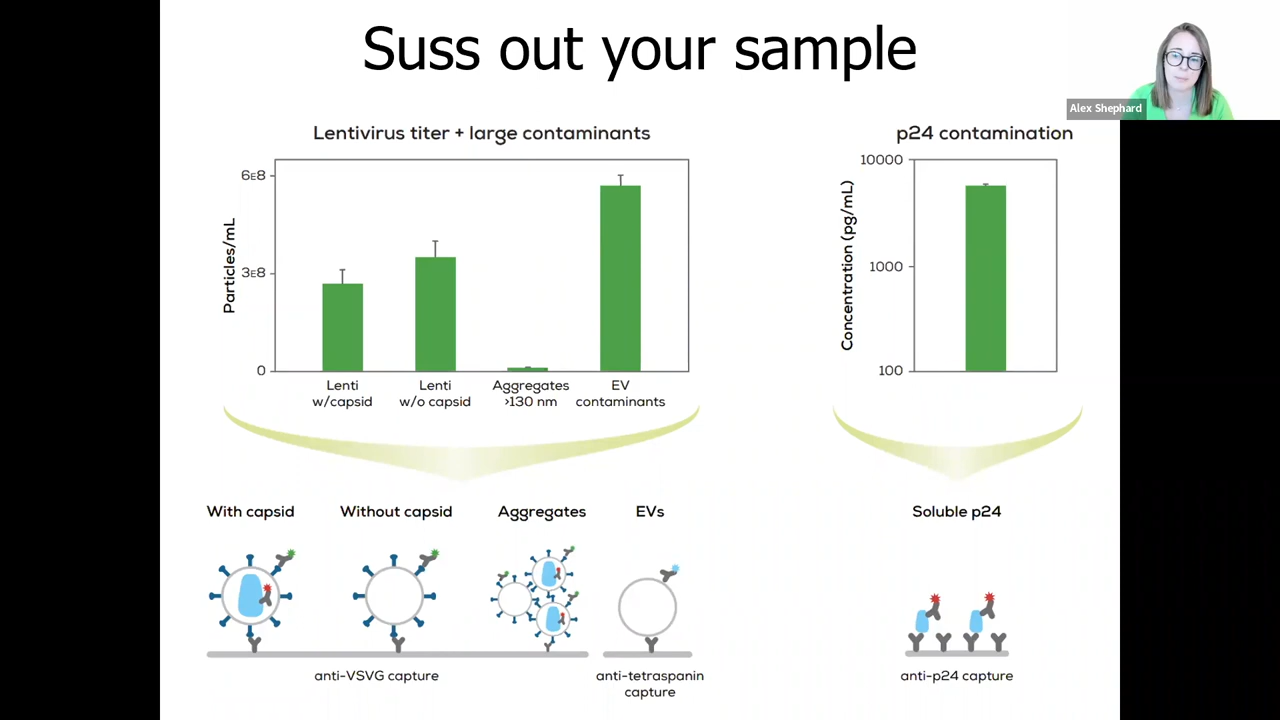 Suss out your sample
Alex Shephard
Lentivirus titer + large contaminants
6E8
3E8
0
Particles/mL
Lenti
w/capsid
Lenti
w/o capsid
Aggregates
>130 nm
EV
contaminants
p24 contamination
10000
1000
100
Concentration (pg/mL)
With capsid
Without capsid
Aggregates
EVs
Soluble p24
anti-VSVG capture
anti-tetraspanin
capture
anti-p24 capture